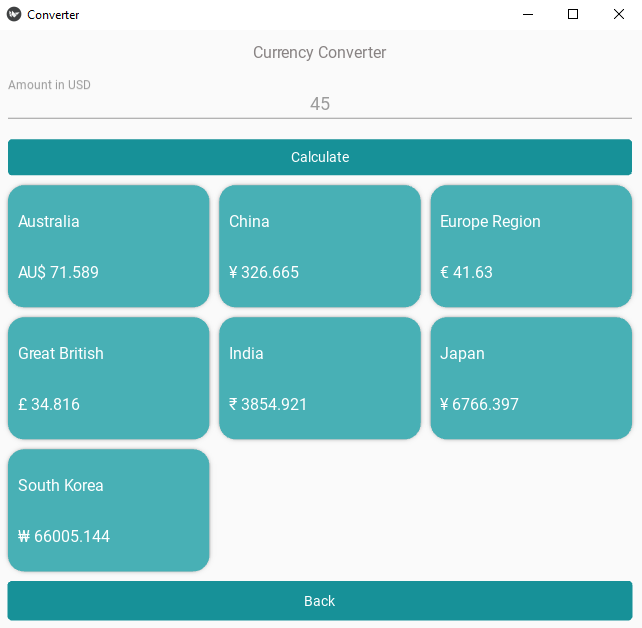 Converter
Currency Converter
Amount in USD
45
Calculate
Australia
AU$ 71.589
China
¥ 326.665
Europe Region
€ 41.63
Great British
£ 34.816
India
₹ 3854.921
Japan
¥ 6766.397
South Korea
₩ 66005.144
Back